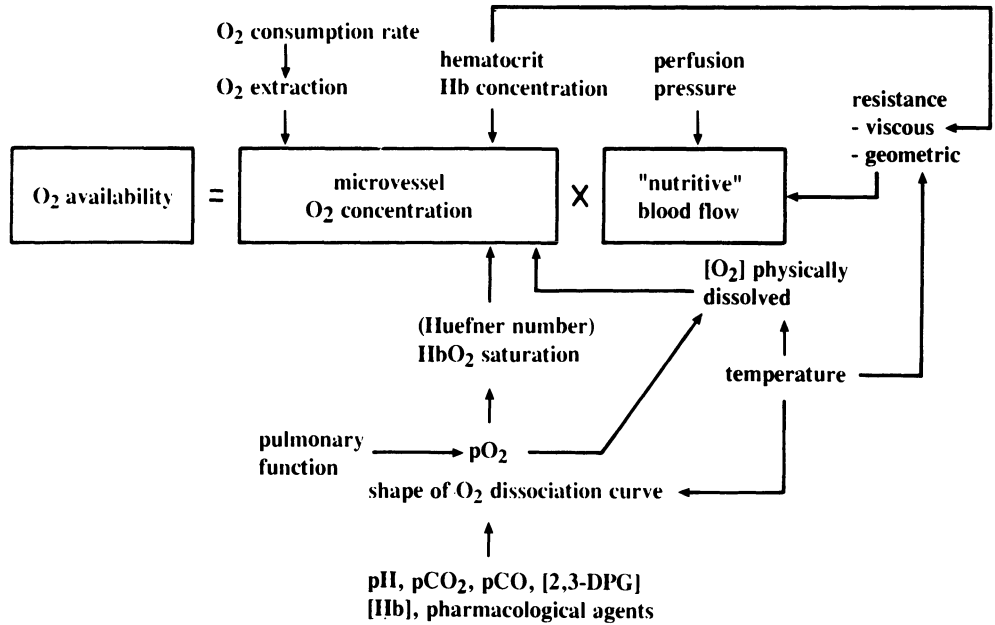 O₂ consumption rate
O₂ extraction
hematocrit
Hb concentration
perfusion
pressure
resistance
- viscous
- geometric
O₂ availability
=
microvessel
O₂ concentration
X
"nutritive"
blood flow
[O₂] physically
dissolved
(Huefner number)
HbO₂ saturation
temperature
pulmonary
function
pO₂
shape of O₂ dissociation curve
pH, pCO₂, pCO, [2,3-DPG]
[Hb], pharmacological agents